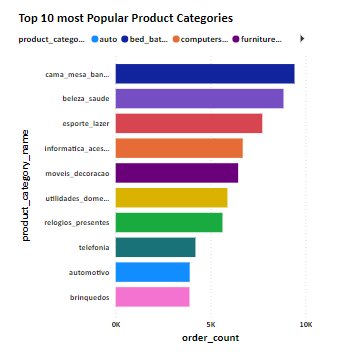 Top 10 most Popular Product Categories
product_catego... auto bed_bat... computers... furniture...
cama_mesa_ban...
beleza_saude
esporte_lazer
informatica_aces...
moveis_decoracao
utilidades_dome...
relogios_presentes
telefonia
automotivo
brinquedos
product_category_name
0K 5K 10K
order_count